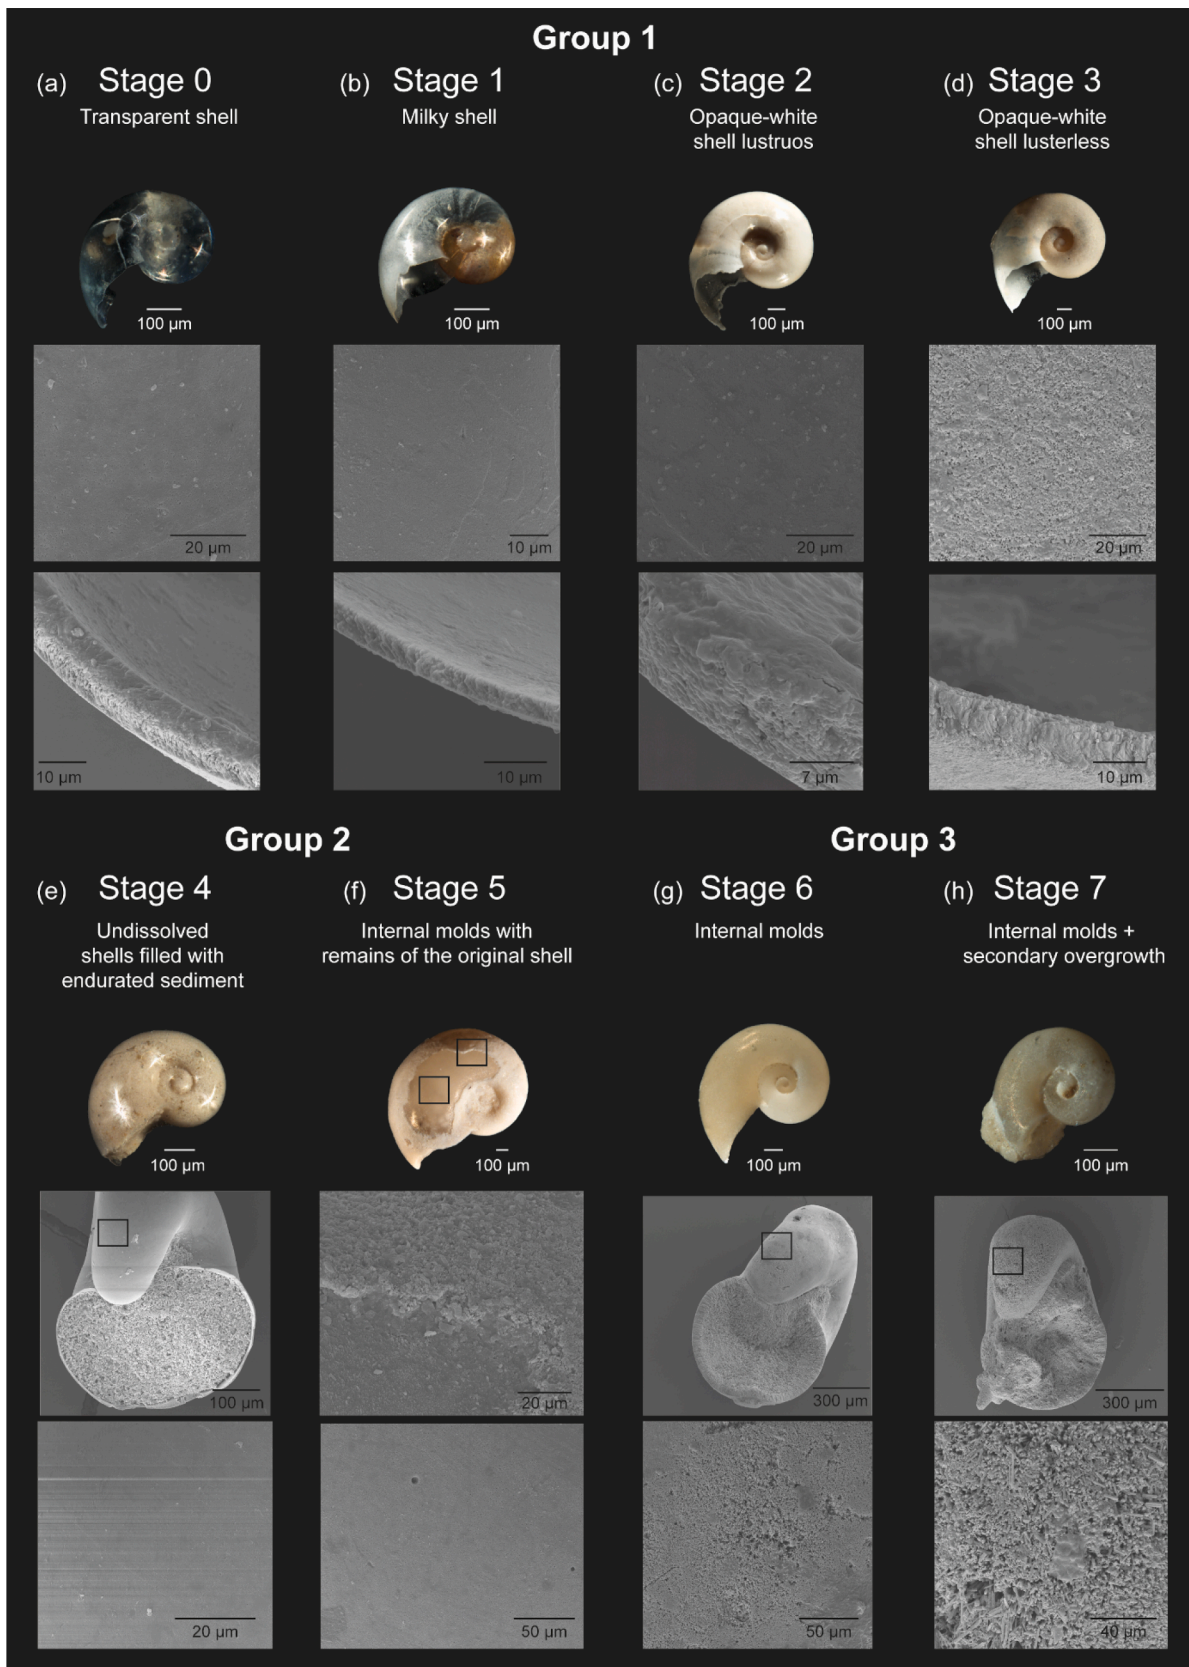 Group 1
(a) Stage 0
Transparent shell
(b) Stage 1
Milky shell
(c) Stage 2
Opaque-white
shell lustruos
(d) Stage 3
Opaque-white
shell lusterless
100 µm
100 µm
100 µm
100 µm
20 µm
10 µm
20 µm
20 µm
10 µm
10 µm
7 µm
10 µm
Group 2
Group 3
(e) Stage 4
Undissolved
shells filled with
endurated sediment
(f) Stage 5
Internal molds with
remains of the original shell
(g) Stage 6
Internal molds
(h) Stage 7
Internal molds +
secondary overgrowth
100 µm
100 µm
100 µm
100 µm
100 µm
20 µm
300 µm
300 µm
20 µm
50 µm
50 µm
40 µm